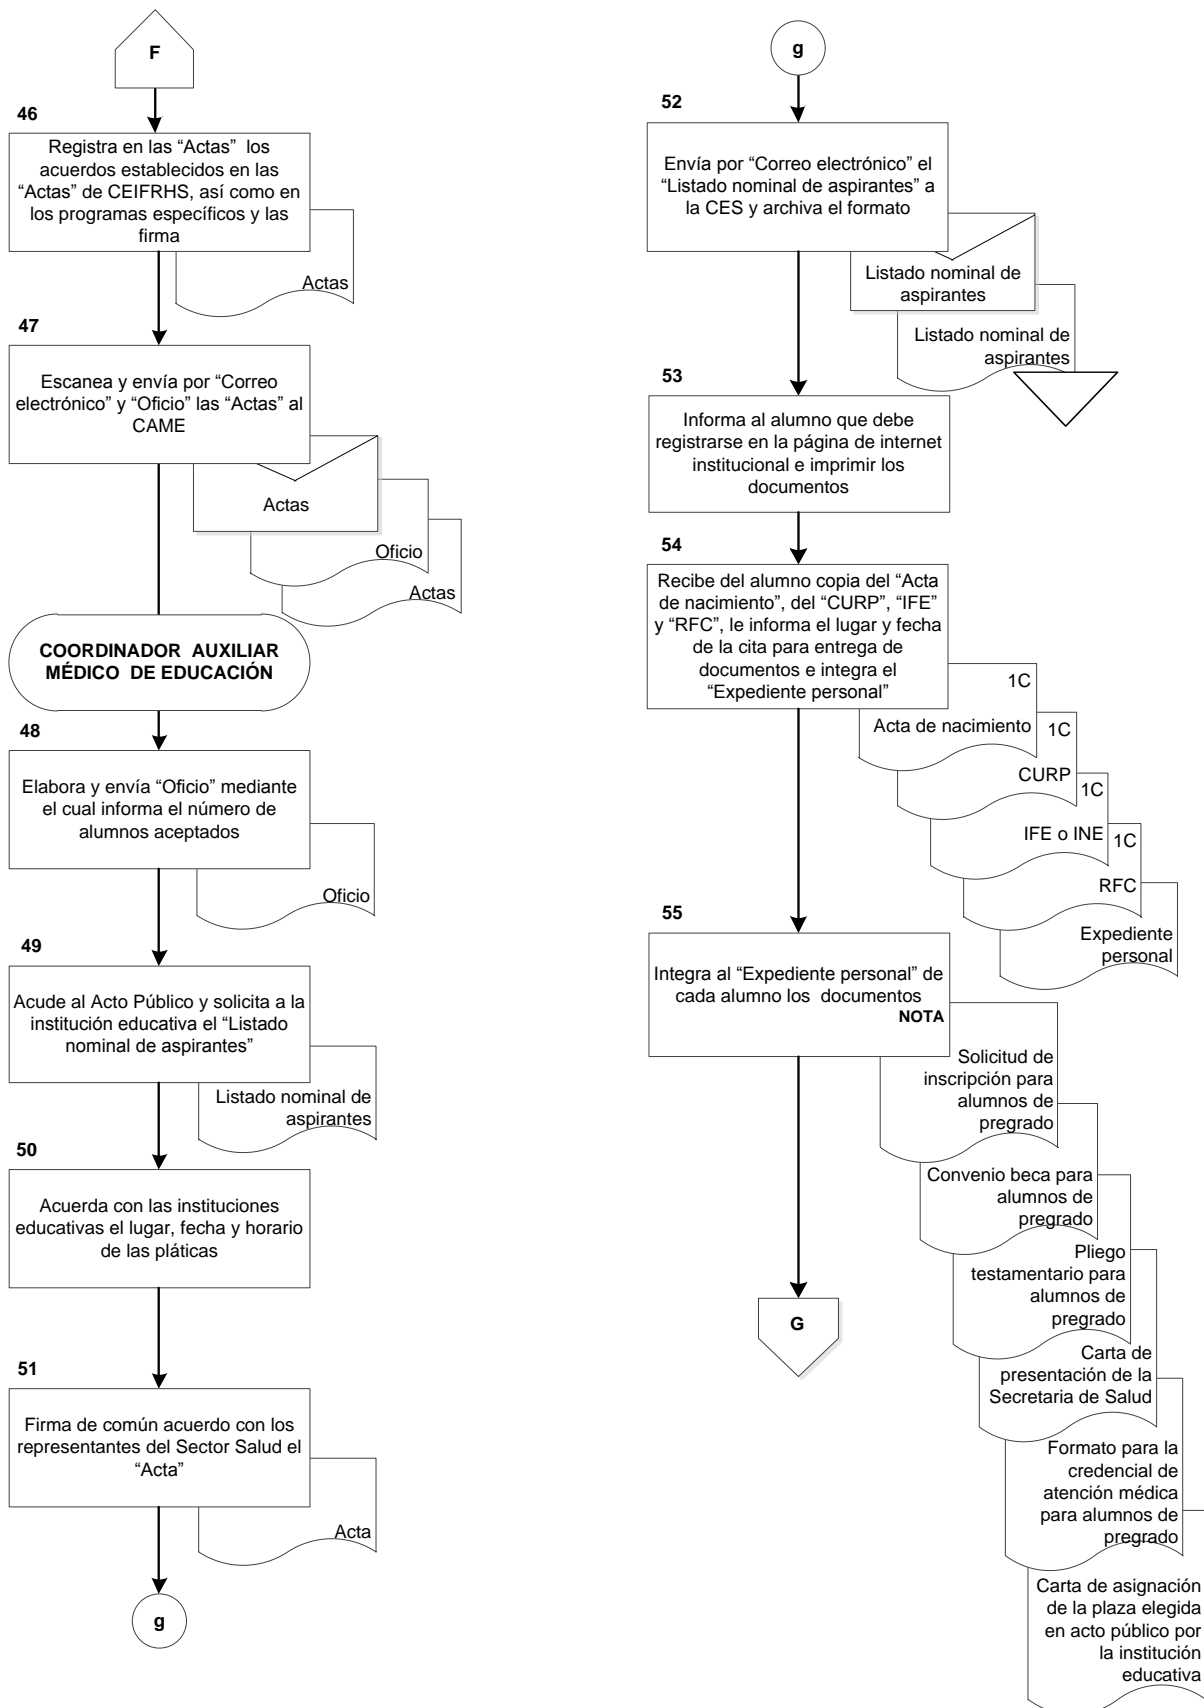 F
46
Registra en las “Actas” los
acuerdos establecidos en las
“Actas” de CEIFRHS, así como en
los programas específicos y las
firma
Actas
47
Escanea y envía por “Correo
electrónico” y “Oficio” las “Actas” al
CAME
Actas
Oficio
Actas
COORDINADOR AUXILIAR
MÉDICO DE EDUCACIÓN
48
Elabora y envía “Oficio” mediante
el cual informa el número de
alumnos aceptados
Oficio
49
Acude al Acto Público y solicita a la
institución educativa el “Listado
nominal de aspirantes”
Listado nominal de
aspirantes
50
Acuerda con las instituciones
educativas el lugar, fecha y horario
de las pláticas
51
Firma de común acuerdo con los
representantes del Sector Salud el
“Acta”
Acta
g
g
52
Envía por “Correo electrónico” el
“Listado nominal de aspirantes” a
la CES y archiva el formato
Listado nominal de
aspirantes
Listado nominal de
aspirantes
53
Informa al alumno que debe
registrarse en la página de internet
institucional e imprimir los
documentos
54
Recibe del alumno copia del “Acta
de nacimiento”, del “CURP”, “IFE”
y “RFC”, le informa el lugar y fecha
de la cita para entrega de
documentos e integra el
“Expediente personal”
1C
Acta de nacimiento
1C
CURP
1C
IFE o INE
1C
RFC
Expediente
personal
55
Integra al “Expediente personal” de
cada alumno los documentos
NOTA
Solicitud de
inscripción para
alumnos de
pregrado
Convenio beca para
alumnos de
pregrado
Pliego
testamentario para
alumnos de
pregrado
Carta de
presentación de la
Secretaria de Salud
Formato para la
credencial de
atención médica
para alumnos de
pregrado
Carta de asignación
de la plaza elegida
en acto público por
la institución
educativa
G